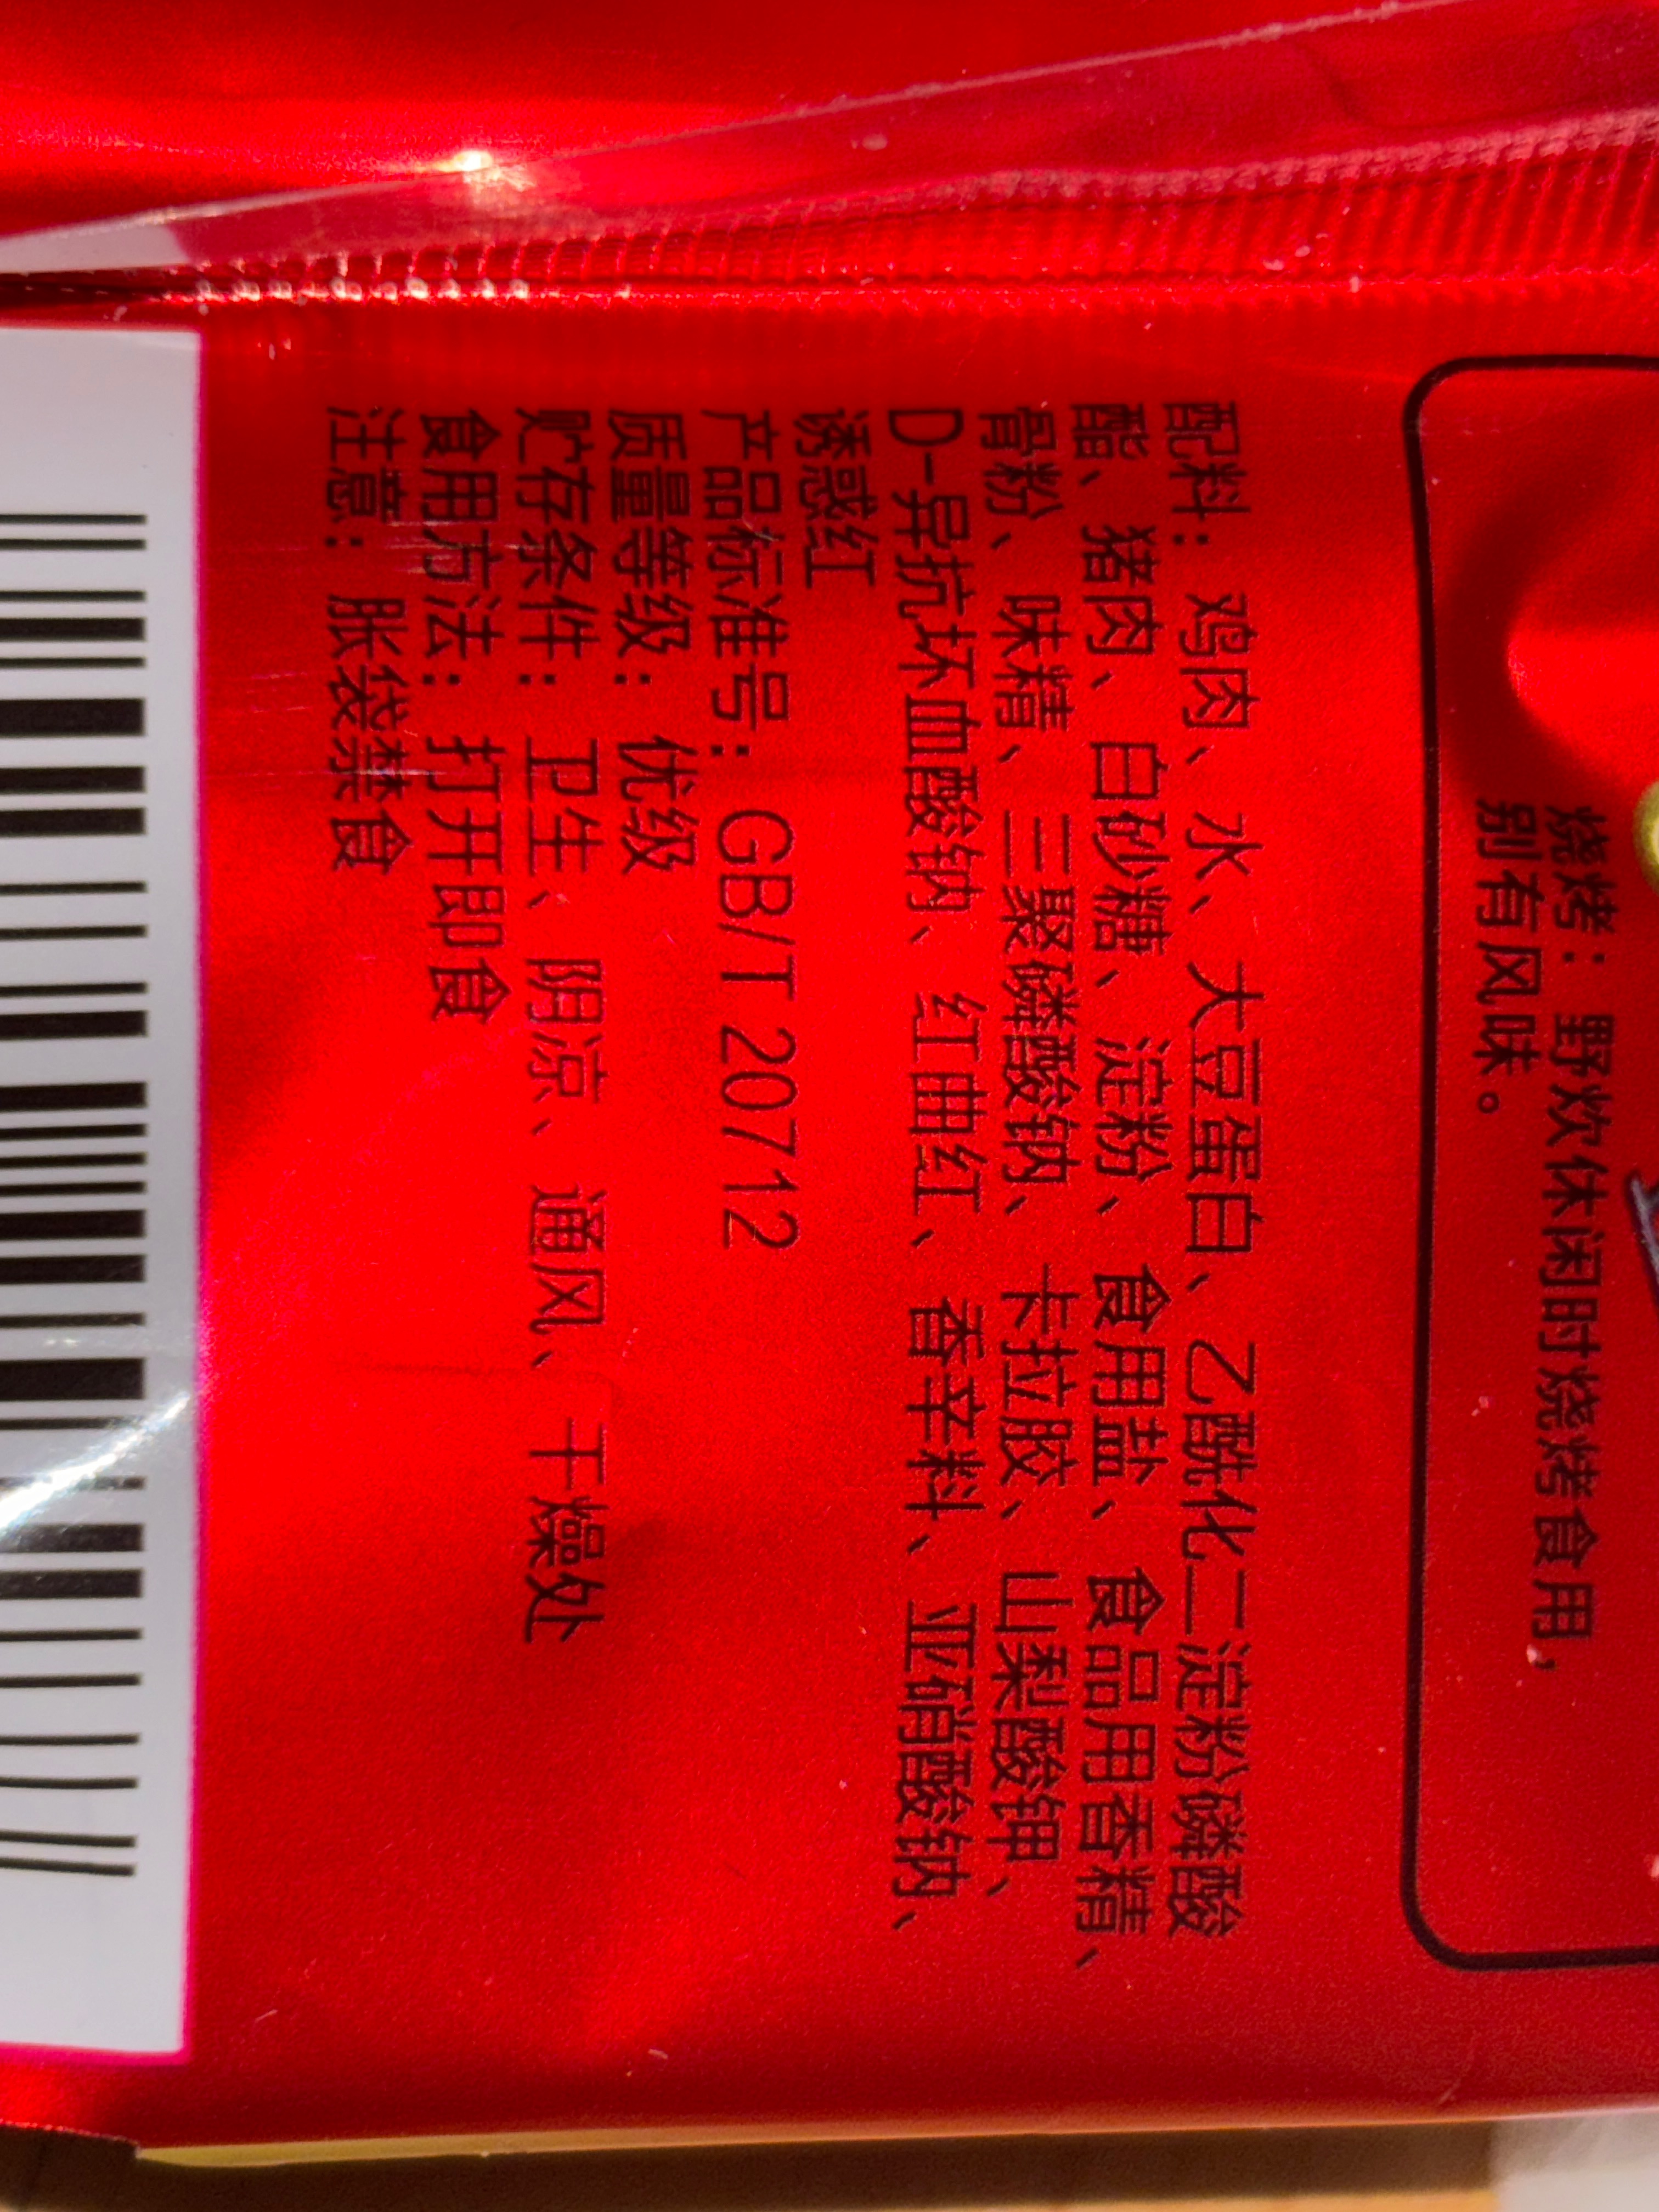 烧烤：野炊休闲时烧烤食用，
别有风味。
配料：鸡肉、水、大豆蛋白、乙酰化二淀粉磷酸
酯、猪肉、白砂糖、淀粉、食用盐、食品用香精、
骨粉、味精、三聚磷酸钠、卡拉胶、山梨酸钾、
D-异抗坏血酸钠、红曲红、香辛料、亚硝酸钠、
诱惑红
产品标准号：GB/T 20712
质量等级：优级
贮存条件：卫生、阴凉、通风、干燥处
食用方法：打开即食
注意：胀袋禁食